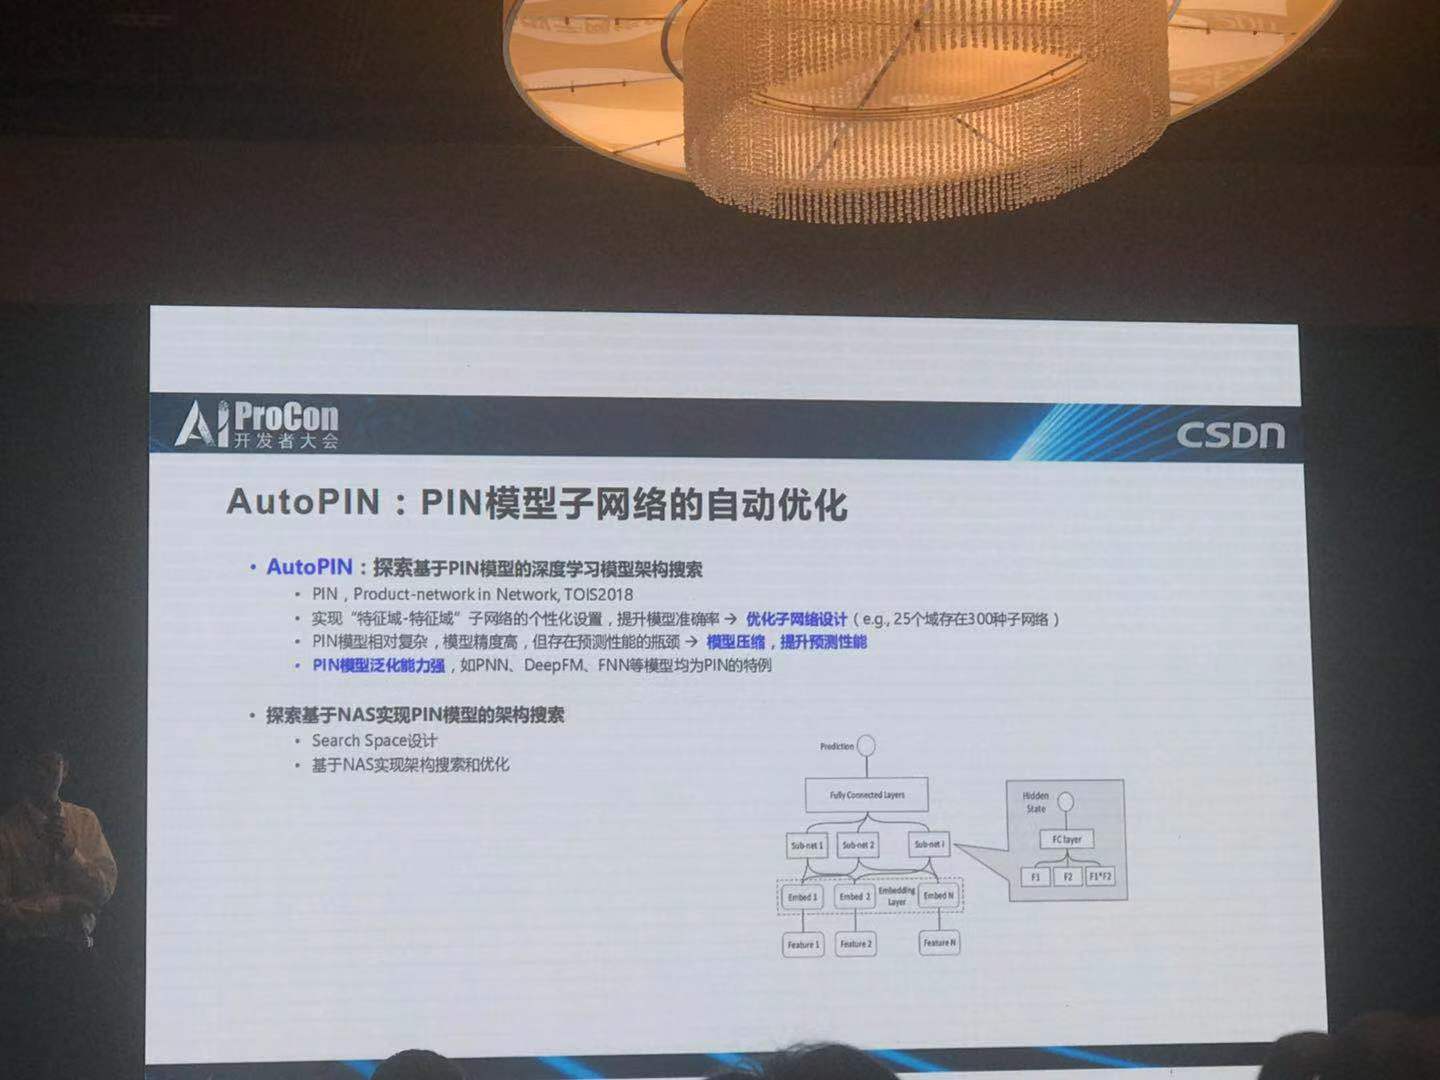 AI ProCon
开发者大会
CSDN
AutoPIN：PIN模型子网络的自动优化
• AutoPIN：探索基于PIN模型的深度学习模型架构搜索
• PIN，Product-network in Network, TOIS2018
• 实现“特征域-特征域”子网络的个性化设置，提升模型准确率 → 优化子网络设计（e.g., 25个域存在300种子网络）
• PIN模型相对复杂，模型精度高，但存在预测性能的瓶颈 → 模型压缩，提升预测性能
• PIN模型泛化能力强，如PNN、DeepFM、FNN等模型均为PIN的特例
• 探索基于NAS实现PIN模型的架构搜索
• Search Space设计
• 基于NAS实现架构搜索和优化
Prediction
Fully Connected Layers
Sub-net 1
Sub-net 2
Sub-net I
Embed 1
Embed 2
Embedding
Layer
Embed N
Feature 1
Feature 2
Feature N
Hidden
State
FC layer
F1
F2
F1*F2